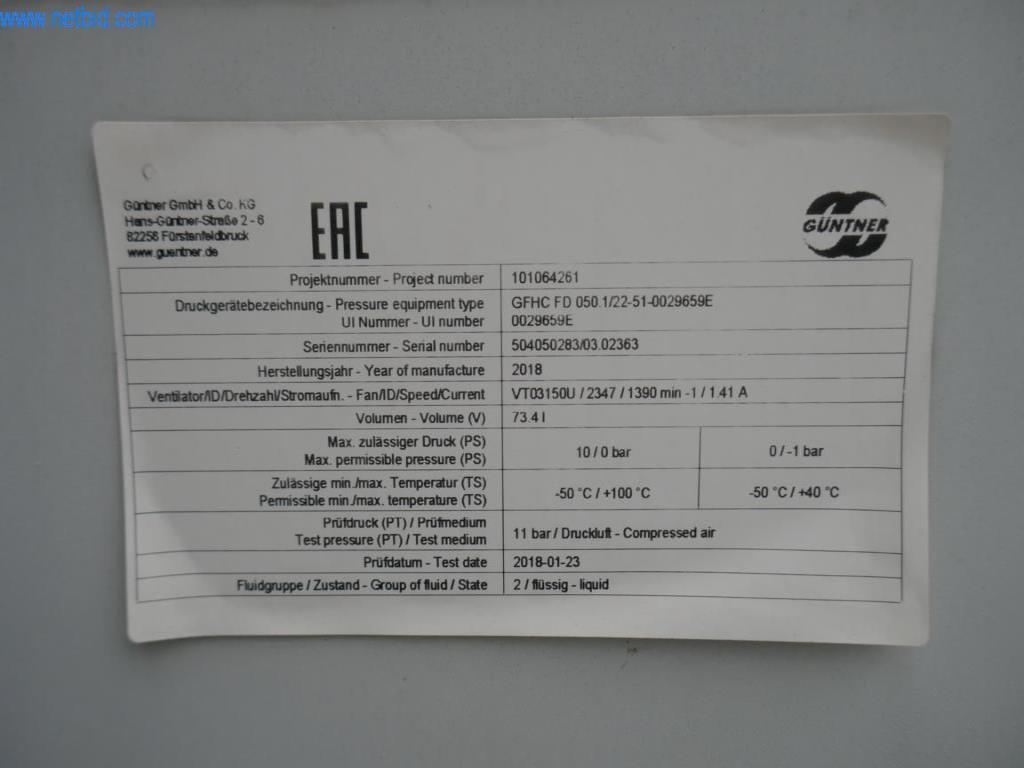 www.netbid.com
Güntner GmbH & Co. KG
Hans-Güntner-Straße 2 - 6
82256 Fürstenfeldbruck
www.guentner.de
EAC
GÜNTNER
Projektnummer - Project number 101064261
Druckgerätebezeichnung - Pressure equipment type GFHC FD 050.1/22-51-0029659E
UI Nummer - UI number 0029659E
Seriennummer - Serial number 504050283/03.02363
Herstellungsjahr - Year of manufacture 2018
Ventilator/ID/Drehzahl/Stromaufn. - Fan/ID/Speed/Current VT03150U / 2347 / 1390 min -1 / 1.41 A
Volumen - Volume (V) 73.4 l
Max. zulässiger Druck (PS)
Max. permissible pressure (PS) 10 / 0 bar 0 / -1 bar
Zulässige min./max. Temperatur (TS)
Permissible min./max. temperature (TS) -50 °C / +100 °C -50 °C / +40 °C
Prüfdruck (PT) / Prüfmedium
Test pressure (PT) / Test medium 11 bar / Druckluft - Compressed air
Prüfdatum - Test date 2018-01-23
Fluidgruppe / Zustand - Group of fluid / State 2 / flüssig - liquid